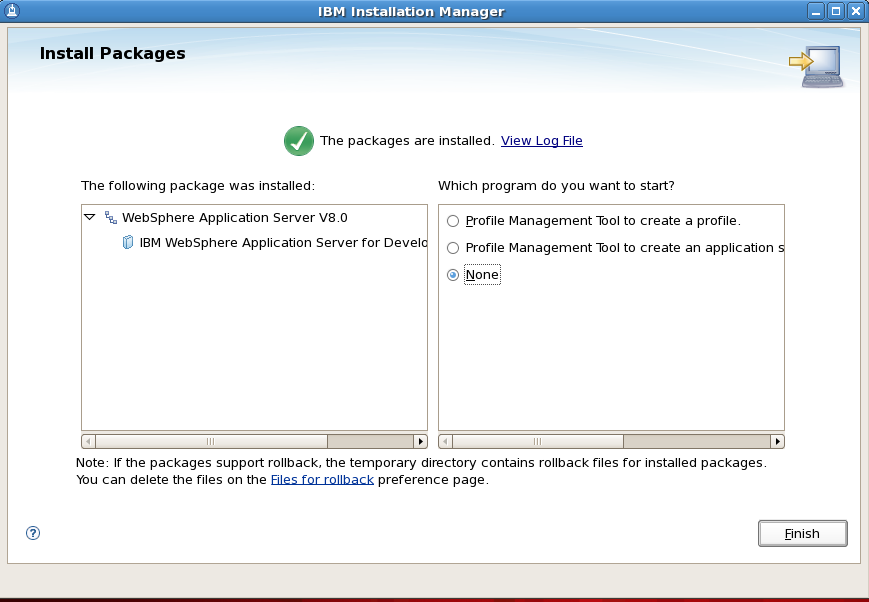 IBM Installation Manager
Install Packages
The packages are installed. View Log File
The following package was installed:
WebSphere Application Server V8.0
IBM WebSphere Application Server for Develo
Which program do you want to start?
Profile Management Tool to create a profile.
Profile Management Tool to create an application s
None
Note: If the packages support rollback, the temporary directory contains rollback files for installed packages.
You can delete the files on the Files for rollback preference page.
?
Finish